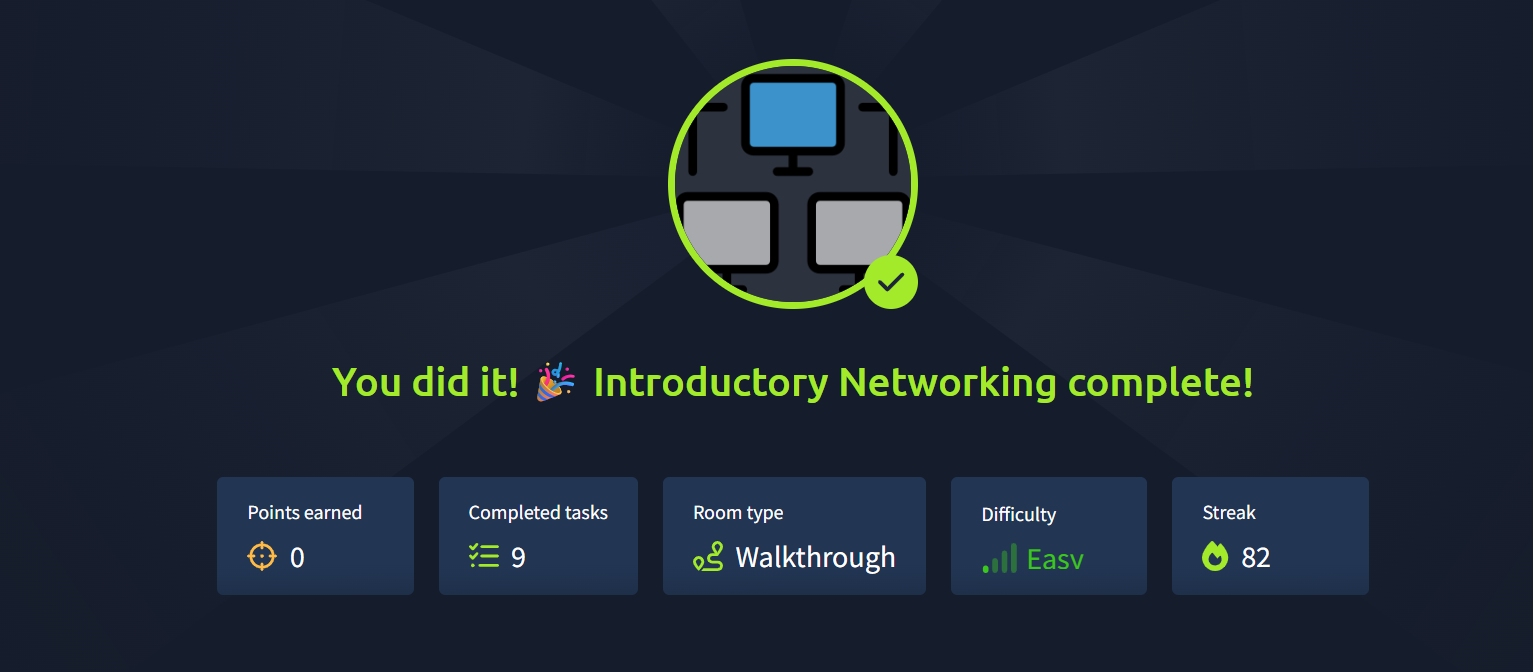 You did it! 🎉 Introductory Networking complete!
Points earned
0
Completed tasks
9
Room type
Walkthrough
Difficulty
Easy
Streak
82